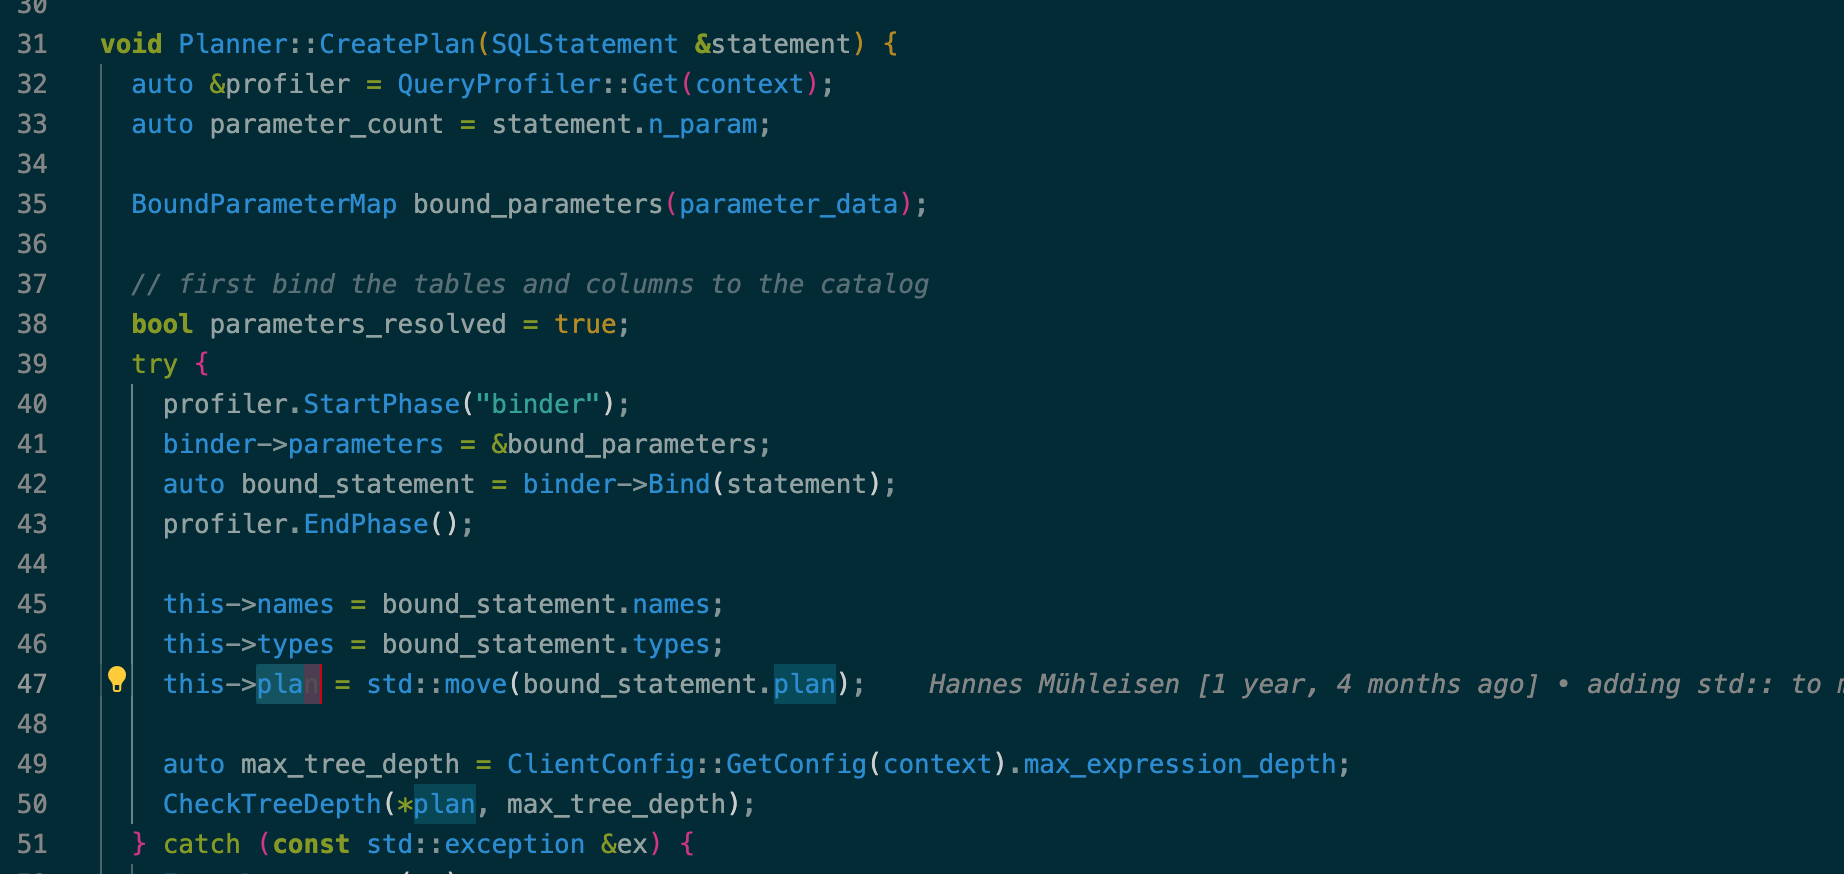 30
31 void Planner::CreatePlan(SQLStatement &statement) {
32 auto &profiler = QueryProfiler::Get(context);
33 auto parameter_count = statement.n_param;
34
35 BoundParameterMap bound_parameters(parameter_data);
36
37 // first bind the tables and columns to the catalog
38 bool parameters_resolved = true;
39 try {
40 profiler.StartPhase("binder");
41 binder->parameters = &bound_parameters;
42 auto bound_statement = binder->Bind(statement);
43 profiler.EndPhase();
44
45 this->names = bound_statement.names;
46 this->types = bound_statement.types;
47 this->plan = std::move(bound_statement.plan); Hannes Mühleisen [1 year, 4 months ago] • adding std:: to
48
49 auto max_tree_depth = ClientConfig::GetConfig(context).max_expression_depth;
50 CheckTreeDepth(*plan, max_tree_depth);
51 } catch (const std::exception &ex) {